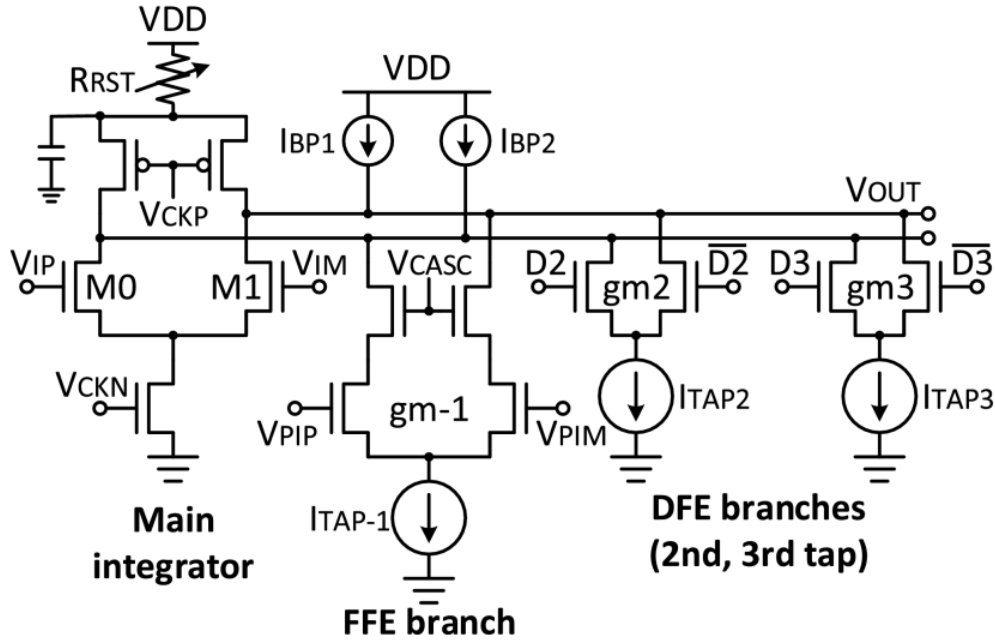 VDD
RRST
VDD
IBP1
IBP2
VCKP
VOUT
VIP
M0
M1
VIM
VCASC
D2
gm2
D2
D3
gm3
D3
VCKN
VPIP
gm-1
VPIM
ITAP2
ITAP3
ITAP-1
Main
integrator
FFE branch
DFE branches
(2nd, 3rd tap)